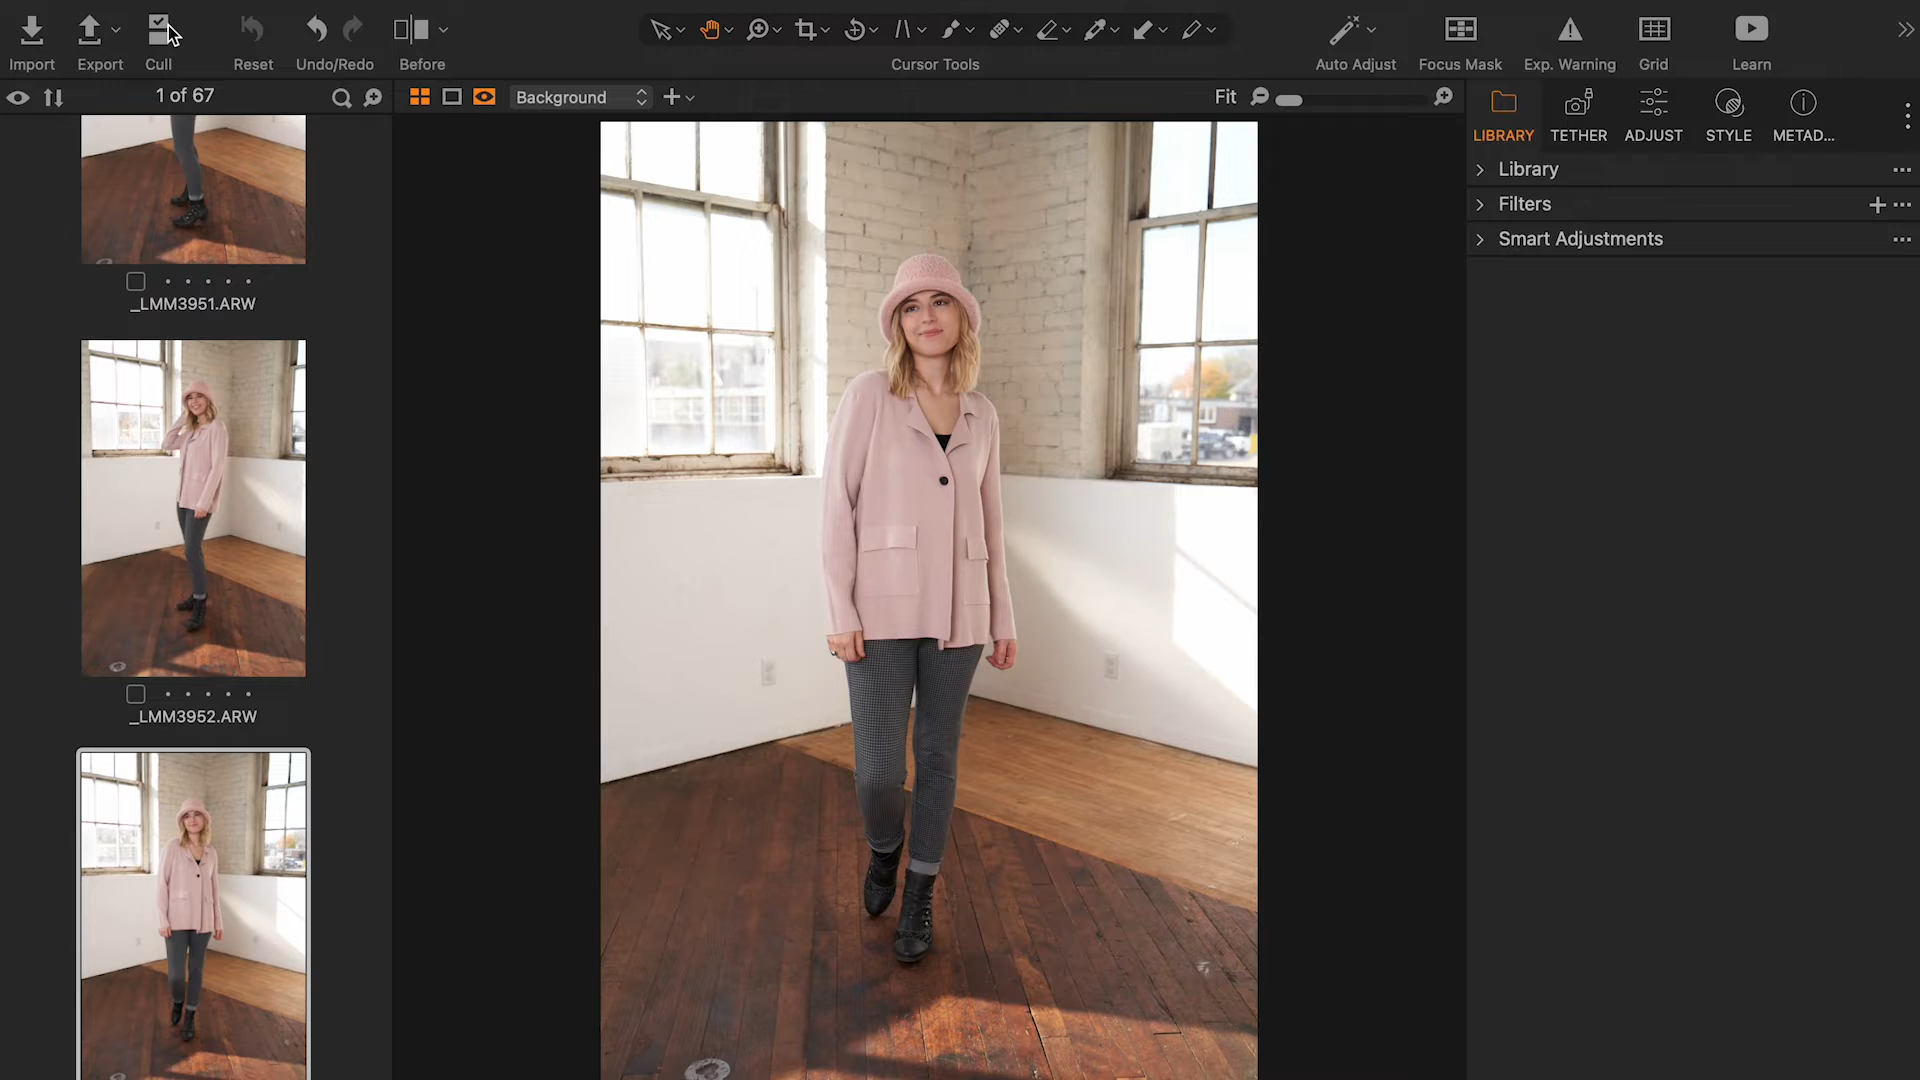 Import
Export
Cull
Reset
Undo/Redo
Before
Cursor Tools
Auto Adjust
Focus Mask
Exp. Warning
Grid
Learn
1 of 67
Background
Fit
LIBRARY
TETHER
ADJUST
STYLE
METAD...
Library
Filters
Smart Adjustments
_LMM3951.ARW
_LMM3952.ARW